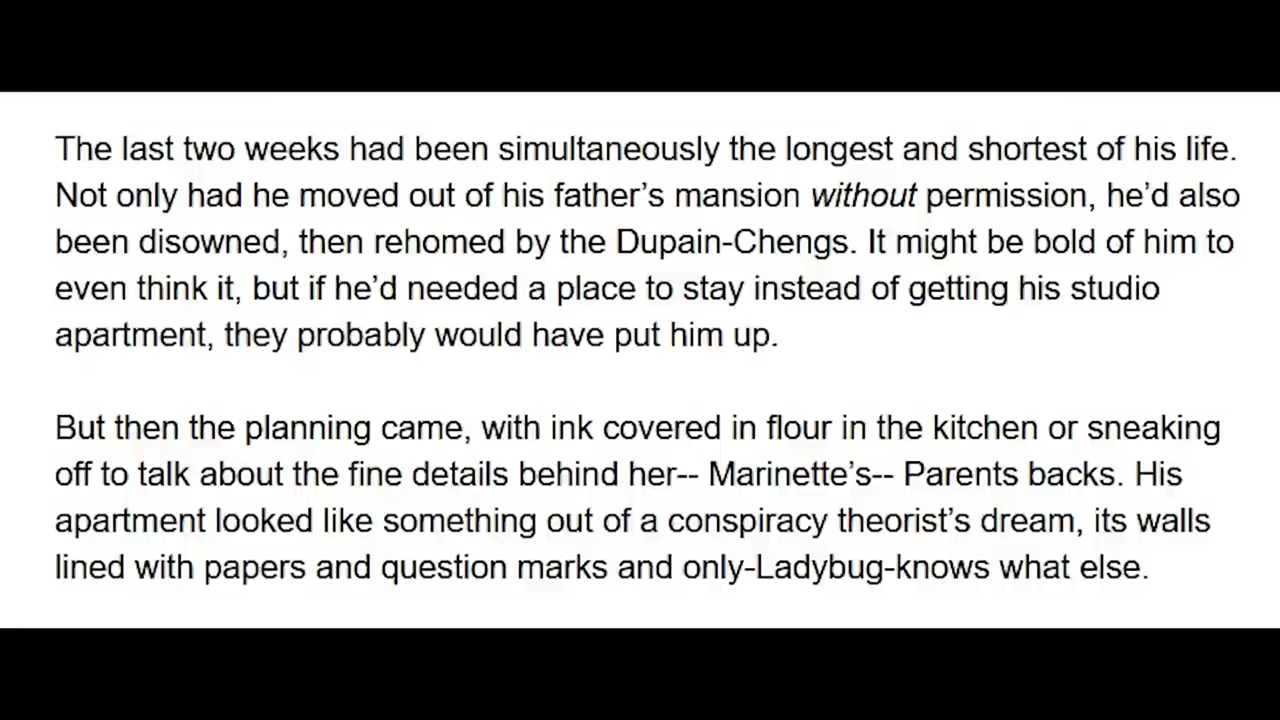 The last two weeks had been simultaneously the longest and shortest of his life.
Not only had he moved out of his father’s mansion without permission, he’d also
been disowned, then rehomed by the Dupain-Chengs. It might be bold of him to
even think it, but if he’d needed a place to stay instead of getting his studio
apartment, they probably would have put him up.
But then the planning came, with ink covered in flour in the kitchen or sneaking
off to talk about the fine details behind her-- Marinette’s-- Parents backs. His
apartment looked like something out of a conspiracy theorist’s dream, its walls
lined with papers and question marks and only-Ladybug-knows what else.